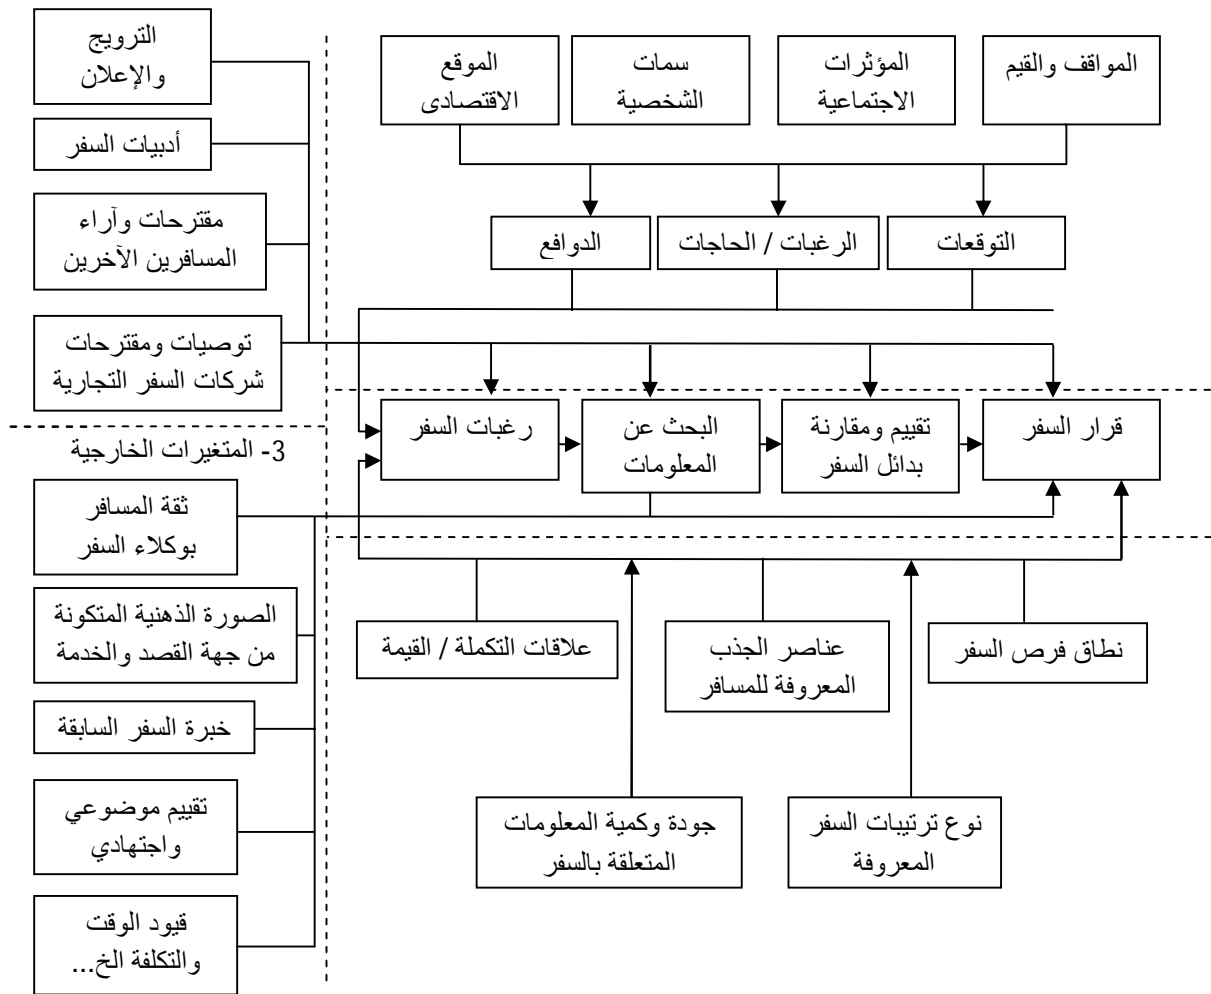 الترويج
والإعلان
أدبيات السفر
مقترحات وآراء
المسافرين الآخرين
توصيات ومقترحات
شركات السفر التجارية
المواقف والقيم
المؤثرات
الاجتماعية
سمات
الشخصية
الموقع
الاقتصادى
التوقعات
الرغبات / الحاجات
الدوافع
رغبات السفر
البحث عن
المعلومات
تقييم ومقارنة
بدائل السفر
قرار السفر
3- المتغيرات الخارجية
ثقة المسافر
بوكلاء السفر
الصورة الذهنية المتكونة
من جهة القصد والخدمة
خبرة السفر السابقة
تقييم موضوعي
واجتهادي
قيود الوقت
والتكلفة الخ...
نطاق فرص السفر
عناصر الجذب
المعروفة للمسافر
علاقات التكملة / القيمة
نوع ترتيبات السفر
المعروفة
جودة وكمية المعلومات
المتعلقة بالسفر